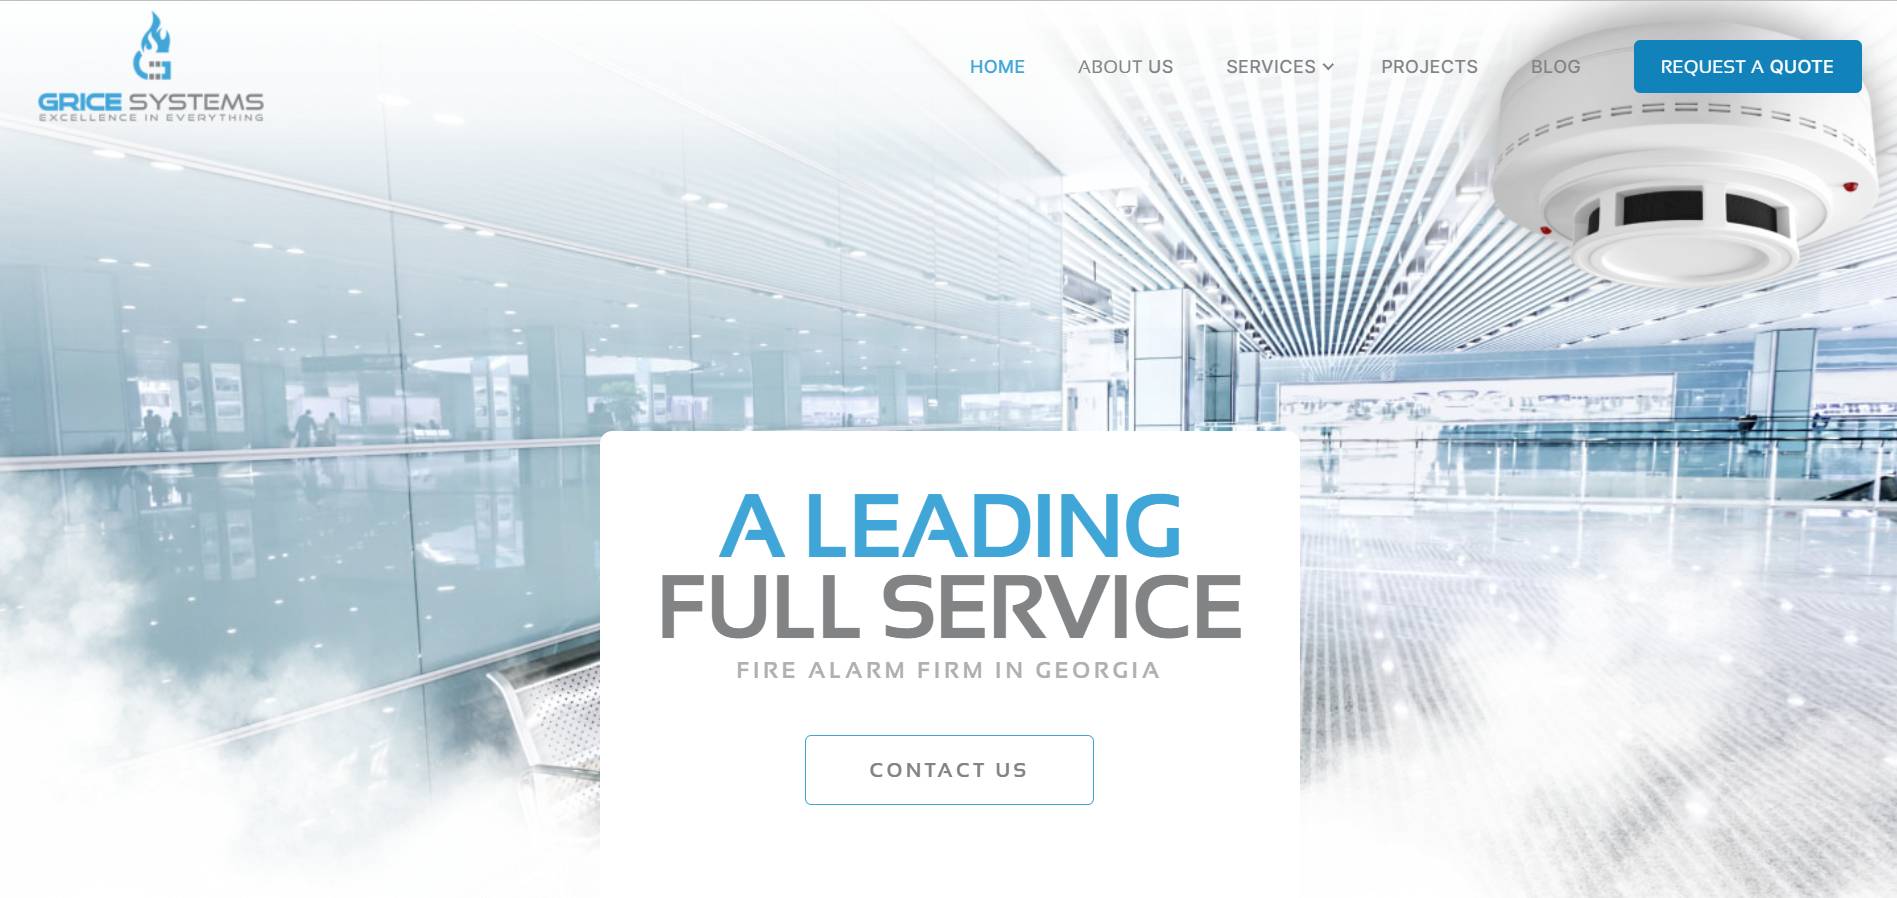 GRICE SYSTEMS
EXCELLENCE IN EVERYTHING
HOME
ABOUT US
SERVICES
PROJECTS
BLOG
REQUEST A QUOTE
A LEADING
FULL SERVICE
FIRE ALARM FIRM IN GEORGIA
CONTACT US